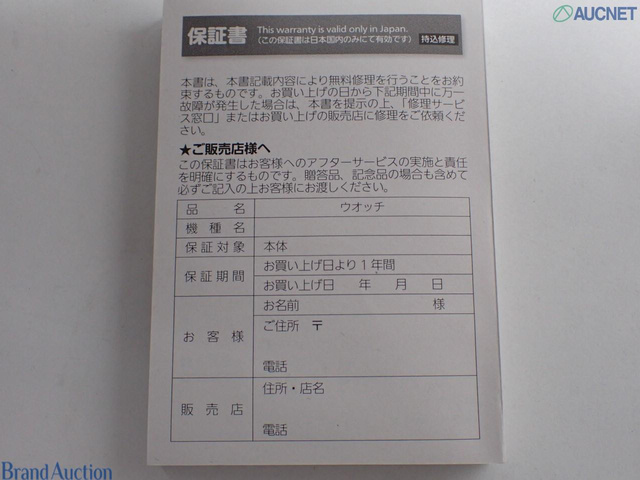 AUCNET
保証書 This warranty is valid only in Japan.
(この保証書は日本国内のみにて有効です) 持込修理
本書は、本書記載内容により無料修理を行うことをお約
束するものです。お買い上げの日から下記期間中に万一
故障が発生した場合は、本書を提示の上、「修理サービ
ス窓口」またはお買い上げの販売店に修理をご依頼くだ
さい。
★ご販売店様へ
この保証書はお客様へのアフターサービスの実施と責任
を明確にするものです。贈答品、記念品の場合も含めて
必ずご記入の上お客様にお渡しください。
品名 ウオッチ
機種名
保証対象 本体
保証期間 お買い上げ日より1年間
お買い上げ日 年 月 日
お客様 お名前 様
ご住所 〒
電話
販売店 住所・店名
電話
Brand Auction